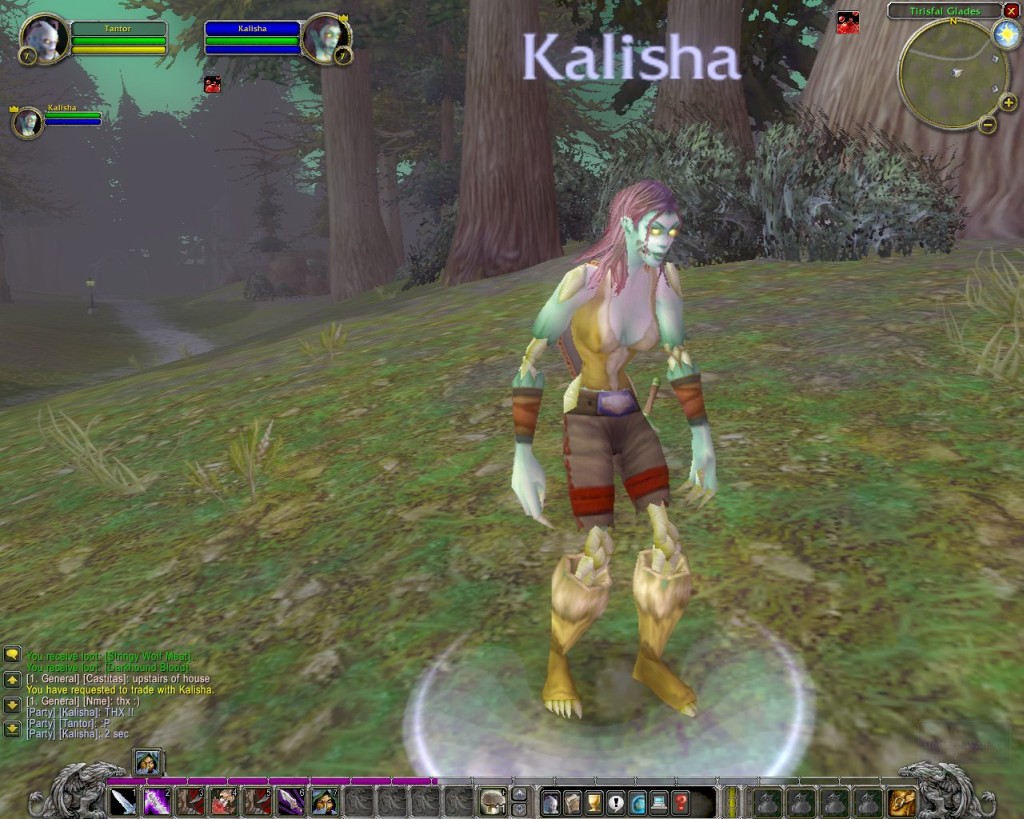 Tantor
7
Kalisha
7
Kalisha
Kalisha
Tirisfal Glades
N
You receive loot: [Stringy Wolf Meat]
You receive loot: [Darkhound Blood]
[1. General] [Castitas]: upstairs of house
You have requested to trade with Kalisha.
[1. General] [Nme]: thx :)
[Party] [Kalisha]: THX !!
[Party] [Tantor]: :P
[Party] [Kalisha]: 2 sec